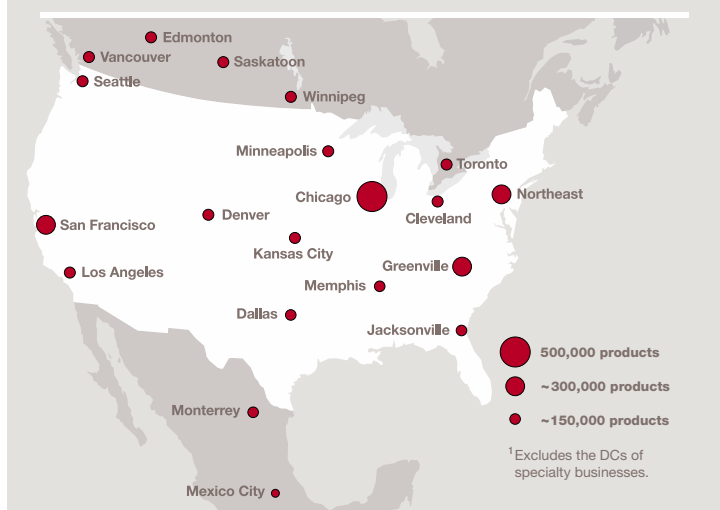 Edmonton
Vancouver
Saskatoon
Seattle
Winnipeg
Minneapolis
Toronto
Chicago
Northeast
Cleveland
Denver
San Francisco
Kansas City
Greenville
Los Angeles
Memphis
Dallas
Jacksonville
500,000 products
~300,000 products
~150,000 products
Monterrey
1 Excludes the DCs of
specialty businesses.
Mexico City